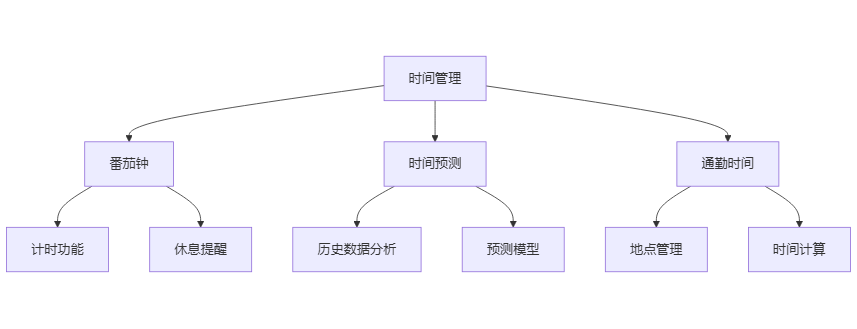 时间管理
番茄钟
时间预测
通勤时间
计时功能
休息提醒
历史数据分析
预测模型
地点管理
时间计算